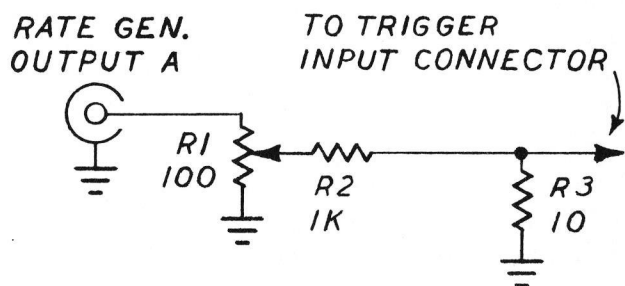 RATE GEN.
OUTPUT A
TO TRIGGER
INPUT CONNECTOR
R1
100
R2
1K
R3
10